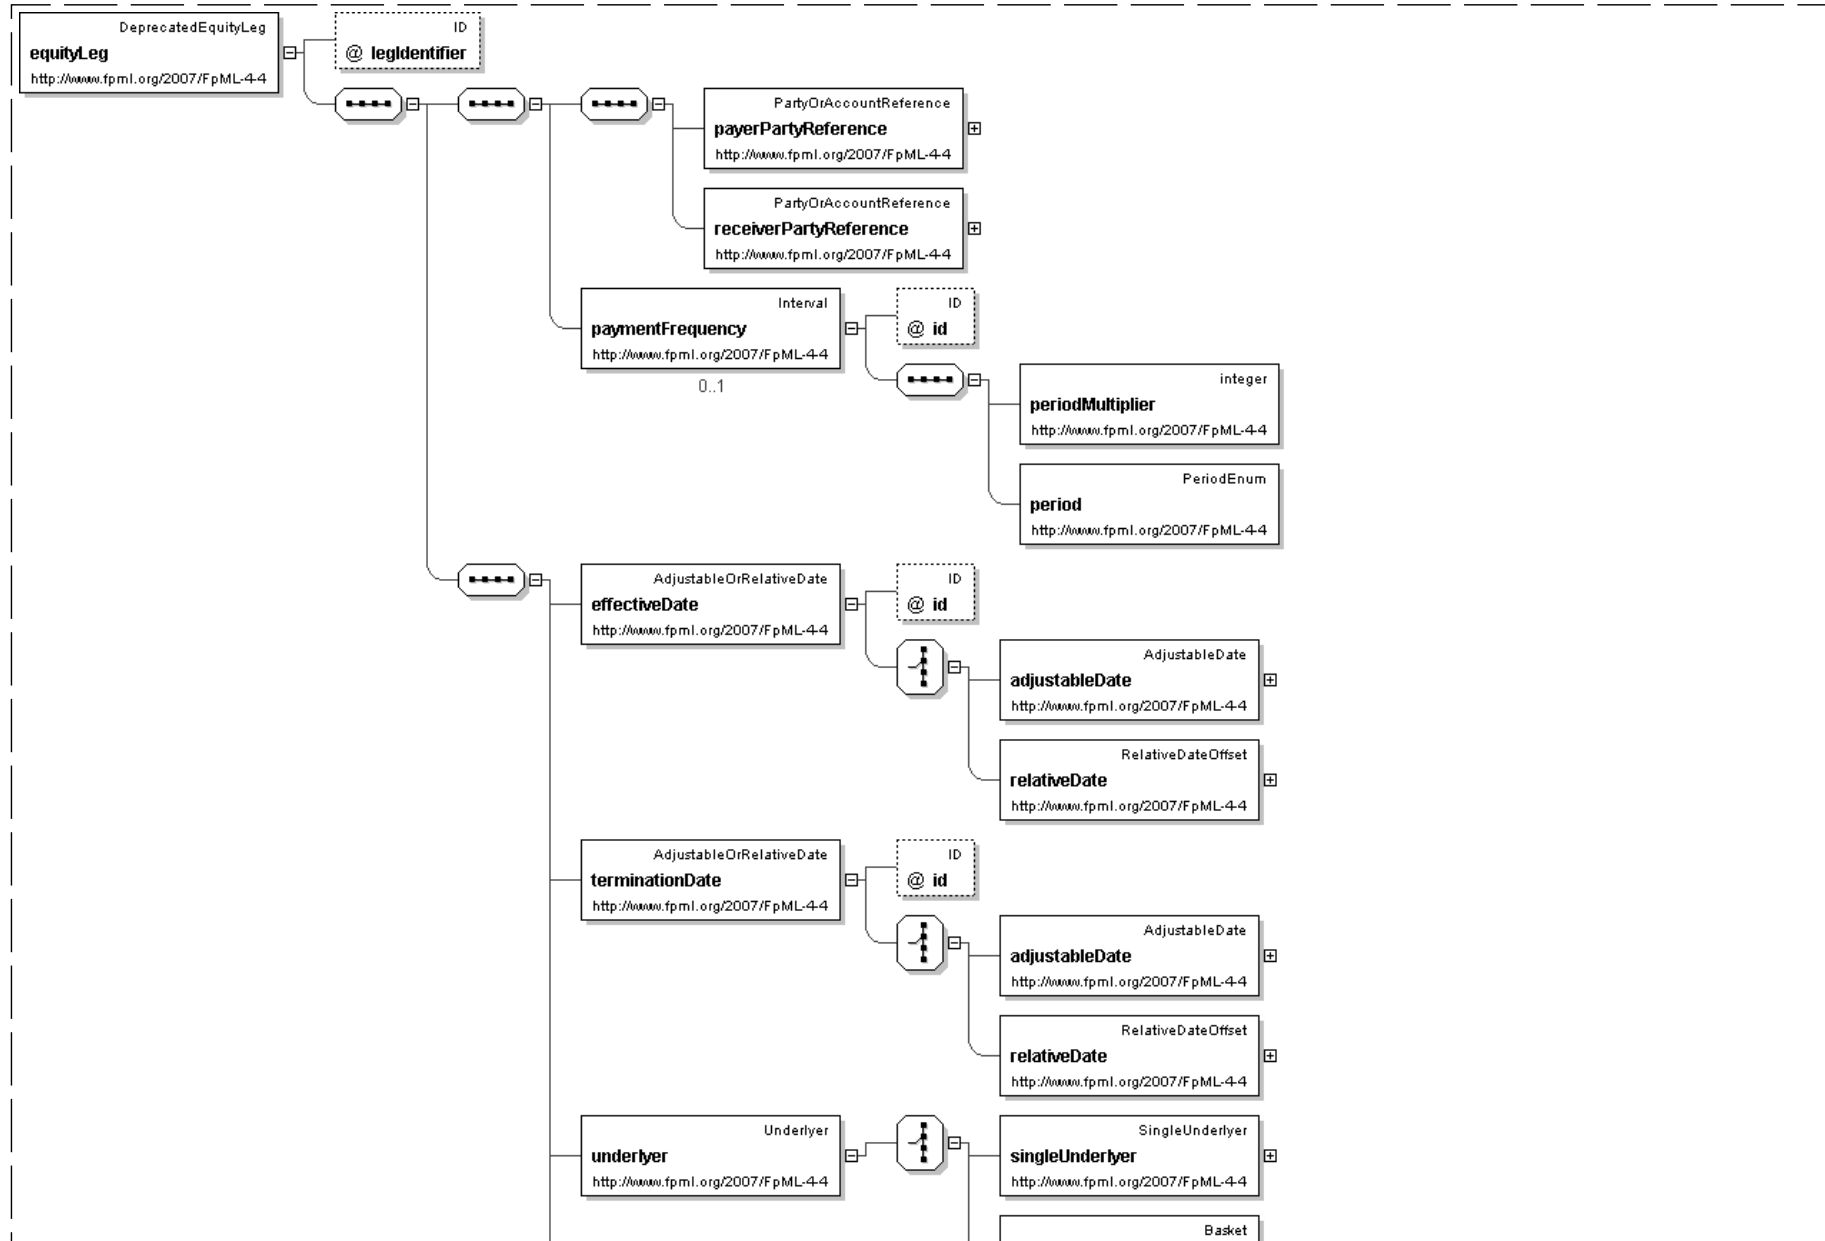 DeprecatedEquityLeg
equityLeg
http://www.fpml.org/2007/FpML-4-4
ID
@ legIdentifier
PartyOrAccountReference
payerPartyReference
http://www.fpml.org/2007/FpML-4-4
PartyOrAccountReference
receiverPartyReference
http://www.fpml.org/2007/FpML-4-4
Interval
paymentFrequency
http://www.fpml.org/2007/FpML-4-4
0..1
ID
@ id
integer
periodMultiplier
http://www.fpml.org/2007/FpML-4-4
PeriodEnum
period
http://www.fpml.org/2007/FpML-4-4
AdjustableOrRelativeDate
effectiveDate
http://www.fpml.org/2007/FpML-4-4
ID
@ id
AdjustableDate
adjustableDate
http://www.fpml.org/2007/FpML-4-4
RelativeDateOffset
relativeDate
http://www.fpml.org/2007/FpML-4-4
AdjustableOrRelativeDate
terminationDate
http://www.fpml.org/2007/FpML-4-4
ID
@ id
AdjustableDate
adjustableDate
http://www.fpml.org/2007/FpML-4-4
RelativeDateOffset
relativeDate
http://www.fpml.org/2007/FpML-4-4
Underlyer
underlyer
http://www.fpml.org/2007/FpML-4-4
SingleUnderlyer
singleUnderlyer
http://www.fpml.org/2007/FpML-4-4
Basket